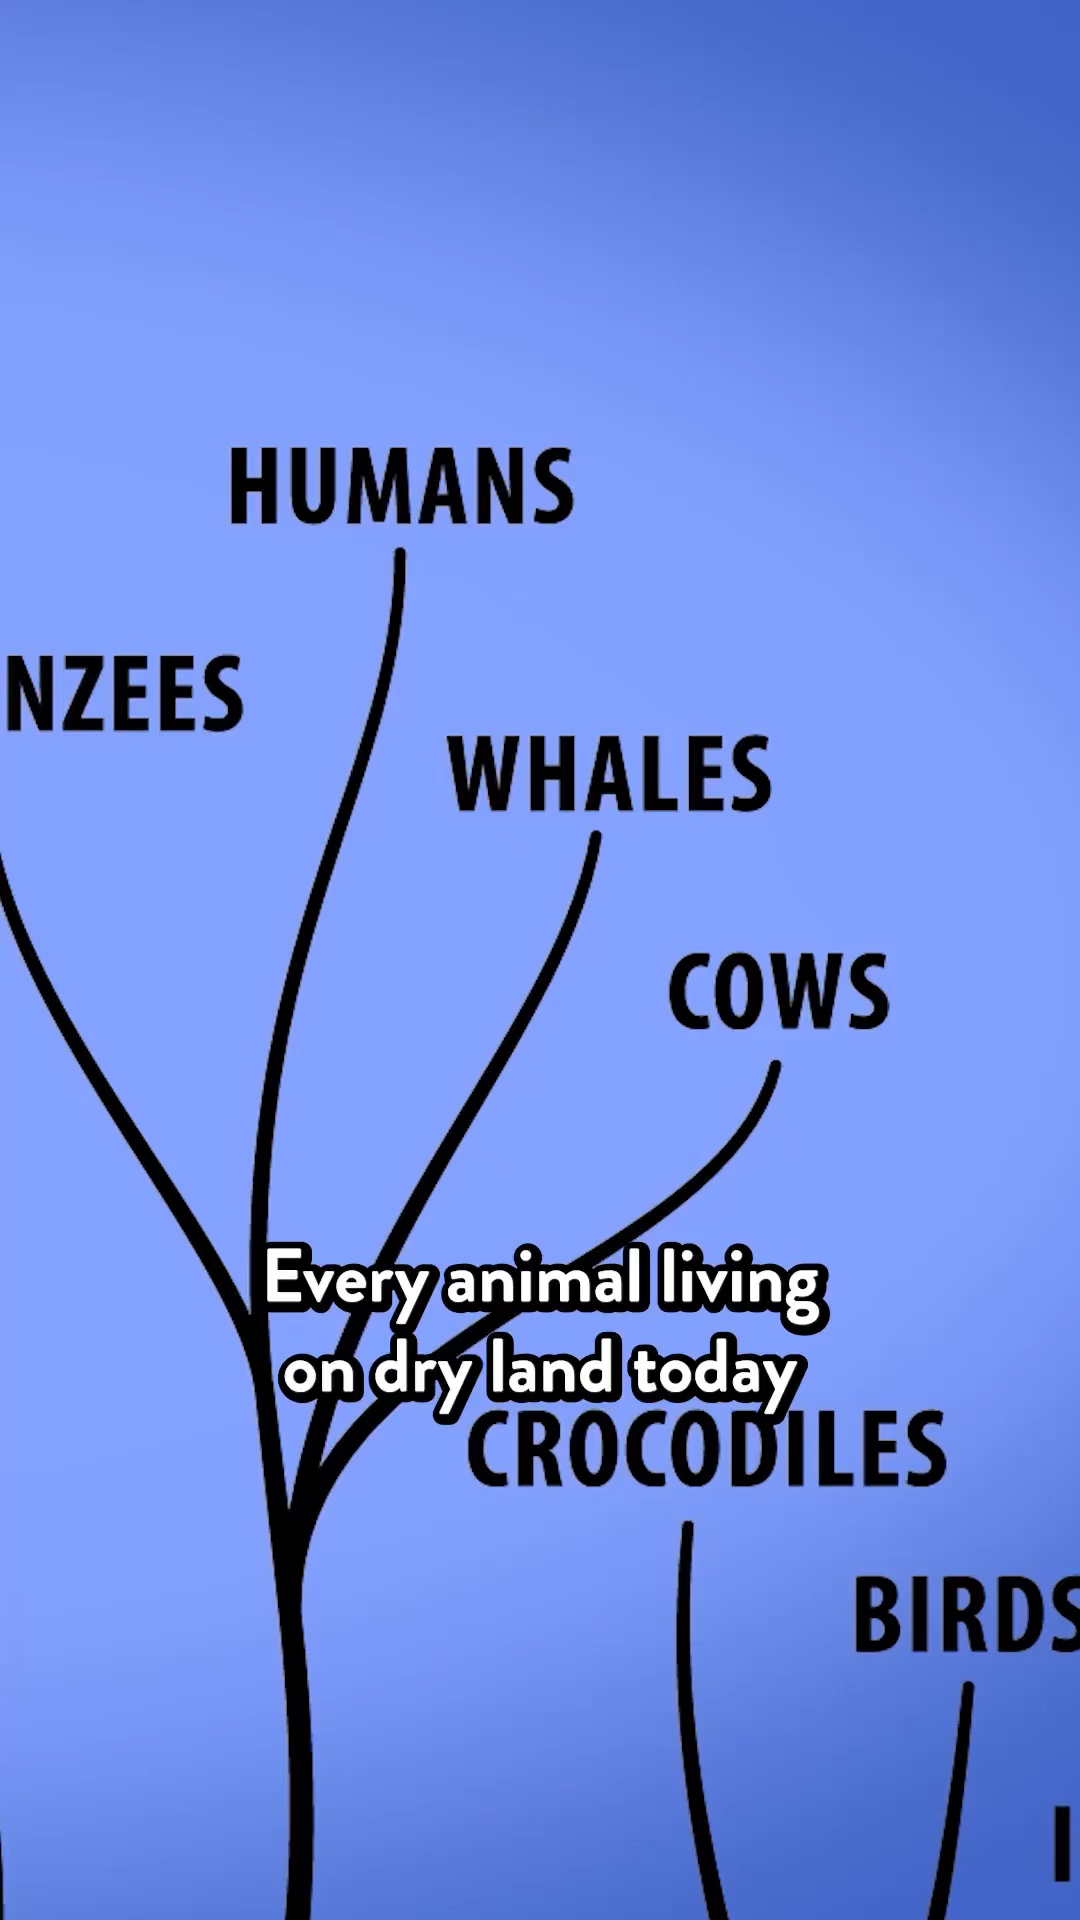 HUMANS
NZEES
WHALES
COWS
Every animal living
on dry land today
CROCODILES
BIRDS